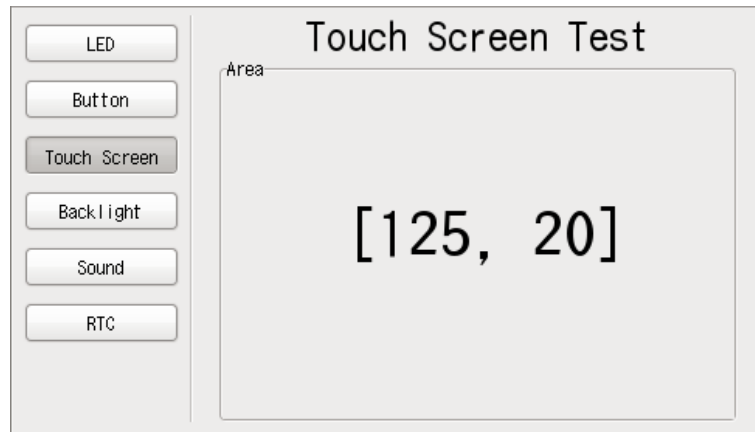 LED
Button
Touch Screen
Backlight
Sound
RTC
Touch Screen Test
Area
[125, 20]